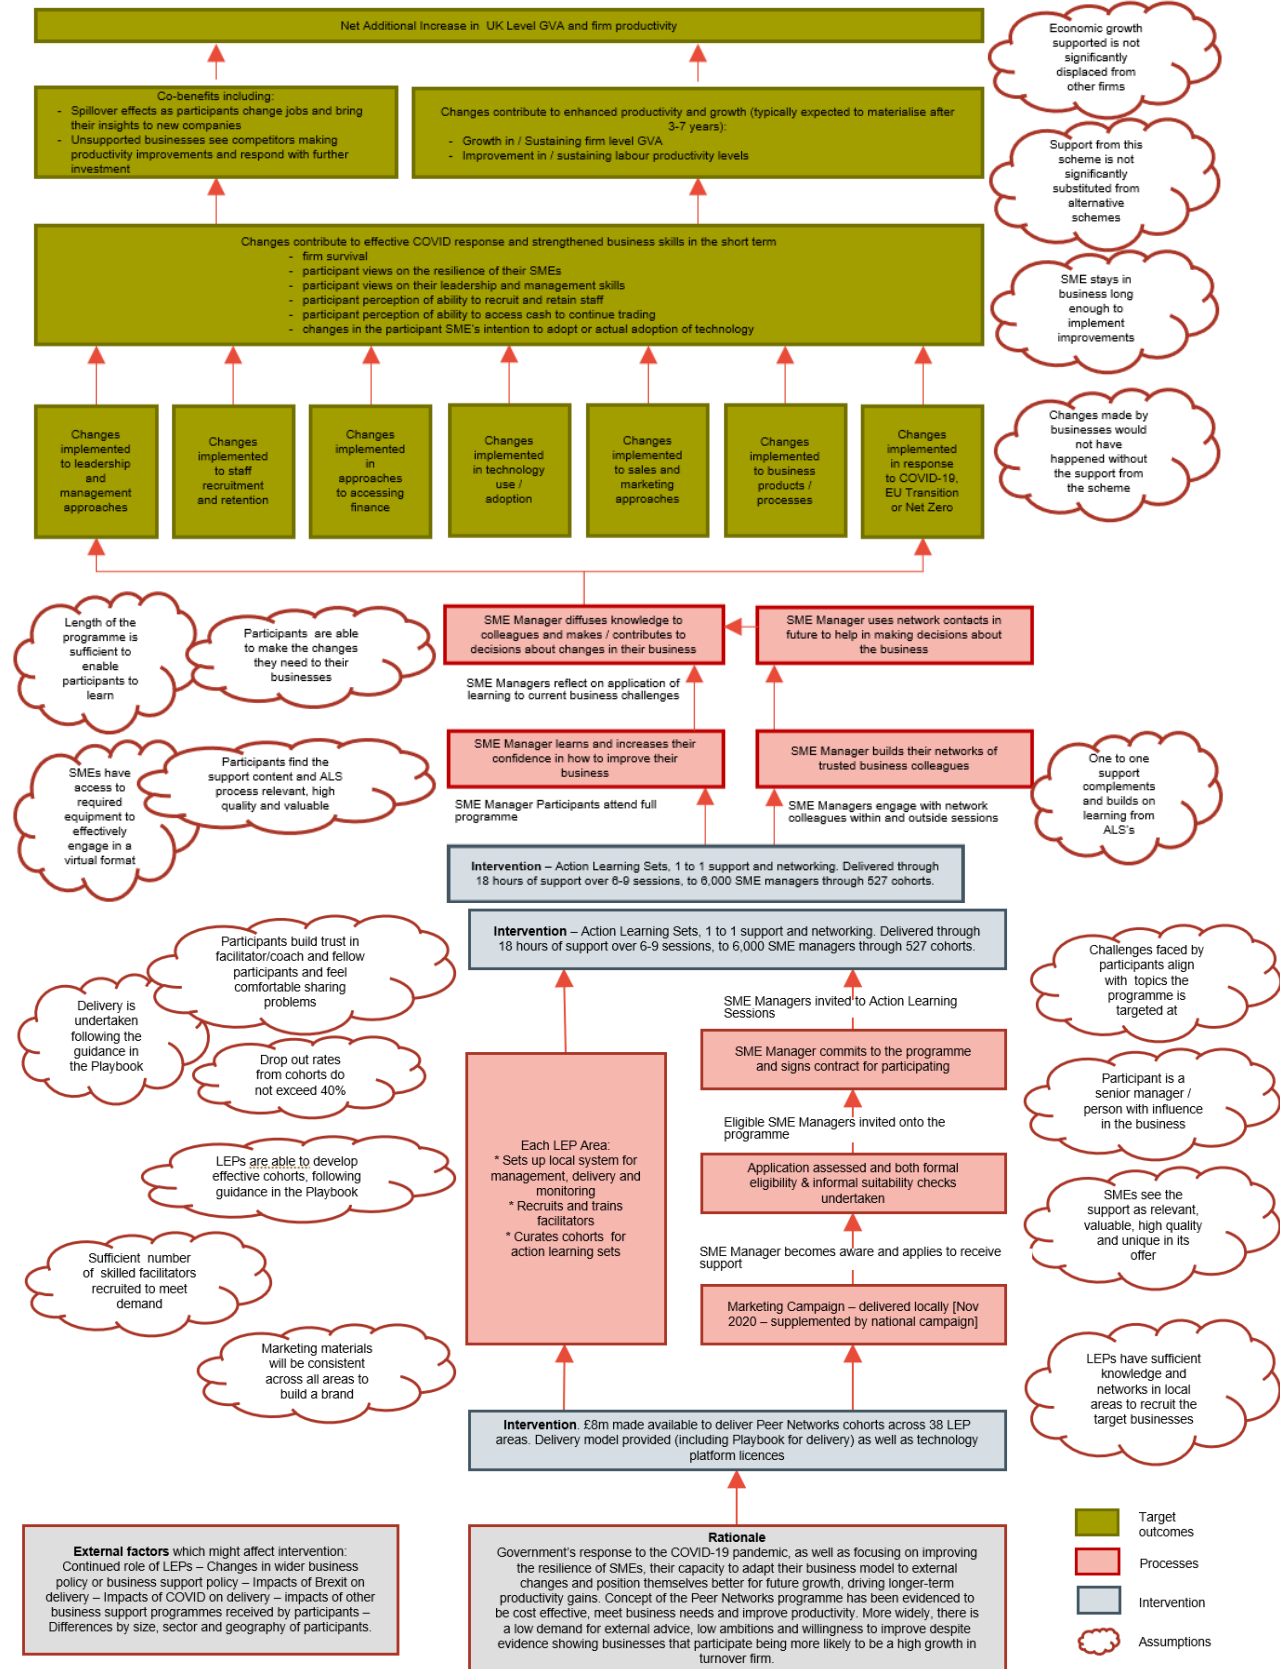 Net Additional Increase in  UK Level GVA and firm productivity
Economic growth
supported is not
significantly
displaced from
other firms
Co-benefits including:
- Spillover effects as participants change jobs and bring
their insights to new companies
- Unsupported businesses see competitors making
productivity improvements and respond with further
investment
Changes contribute to enhanced productivity and growth (typically expected to materialise after
3-7 years):
- Growth in / Sustaining firm level GVA
- Improvement in / sustaining labour productivity levels
Support from this
scheme is not
significantly
substituted from
alternative
schemes
Changes contribute to effective COVID response and strengthened business skills in the short term
- firm survival
- participant views on the resilience of their SMEs
- participant views on their leadership and management skills
- participant perception of ability to recruit and retain staff
- participant perception of ability to access cash to continue trading
- changes in the participant SME's intention to adopt or actual adoption of technology
SME stays in
business long
enough to
implement
improvements
Changes
implemented
to leadership
and
management
approaches
Changes
implemented
to staff
recruitment
and retention
Changes
implemented
in
approaches
to accessing
finance
Changes
implemented
in technology
use /
adoption
Changes
implemented
to sales and
marketing
approaches
Changes
implemented
to business
products /
processes
Changes
implemented
in response
to COVID-19,
EU Transition
or Net Zero
Changes made by
businesses would
not have
happened without
the support from
the scheme
Length of the
programme is
sufficient to
enable
participants to
learn
Participants  are able
to make the changes
they need to their
businesses
SME Manager diffuses knowledge to
colleagues and makes / contributes to
decisions about changes in their business
SME Manager uses network contacts in
future to help in making decisions about
the business
SME Managers reflect on application of
learning to current business challenges
SMEs have
access to
required
equipment to
effectively
engage in a
virtual format
Participants find the
support content and ALS
process relevant, high
quality and valuable
SME Manager learns and increases their
confidence in how to improve their
business
SME Manager builds their networks of
trusted business colleagues
One to one
support
complements
and builds on
learning from
ALS's
SME Manager Participants attend full
programme
SME Managers engage with network
colleagues within and outside sessions
Intervention – Action Learning Sets, 1 to 1 support and networking. Delivered through
18 hours of support over 6-9 sessions, to 6,000 SME managers through 527 cohorts.
Intervention – Action Learning Sets, 1 to 1 support and networking. Delivered through
18 hours of support over 6-9 sessions, to 6,000 SME managers through 527 cohorts.
Participants build trust in
facilitator/coach and fellow
participants and feel
comfortable sharing
problems
Delivery is
undertaken
following the
guidance in
the Playbook
Drop out rates
from cohorts do
not exceed 40%
LEPs are able to develop
effective cohorts, following
guidance in the Playbook
Sufficient  number
of  skilled facilitators
recruited to meet
demand
Marketing materials
will be consistent
across all areas to
build a brand
Each LEP Area:
* Sets up local system for
management, delivery and
monitoring
* Recruits and trains
facilitators
* Curates cohorts  for
action learning sets
SME Managers invited to Action Learning
Sessions
SME Manager commits to the programme
and signs contract for participating
Eligible SME Managers invited onto the
programme
Application assessed and both formal
eligibility & informal suitability checks
undertaken
SME Manager becomes aware and applies to receive
support
Marketing Campaign – delivered locally [Nov
2020 – supplemented by national campaign]
Challenges faced by
participants align
with  topics the
programme is
targeted at
Participant is a
senior manager /
person with influence
in the business
SMEs see the
support as relevant,
valuable, high quality
and unique in its
offer
LEPs have sufficient
knowledge and
networks in local
areas to recruit the
target businesses
Intervention. £8m made available to deliver Peer Networks cohorts across 38 LEP
areas. Delivery model provided (including Playbook for delivery) as well as technology
platform licences
External factors which might affect intervention:
Continued role of LEPs – Changes in wider business
policy or business support policy – Impacts of Brexit on
delivery – Impacts of COVID on delivery – impacts of other
business support programmes received by participants –
Differences by size, sector and geography of participants.
Rationale
Government's response to the COVID-19 pandemic, as well as focusing on improving
the resilience of SMEs, their capacity to adapt their business model to external
changes and position themselves better for future growth, driving longer-term
productivity gains. Concept of the Peer Networks programme has been evidenced to
be cost effective, meet business needs and improve productivity. More widely, there is
a low demand for external advice, low ambitions and willingness to improve despite
evidence showing businesses that participate being more likely to be a high growth in
turnover firm.
Target
outcomes
Processes
Intervention
Assumptions